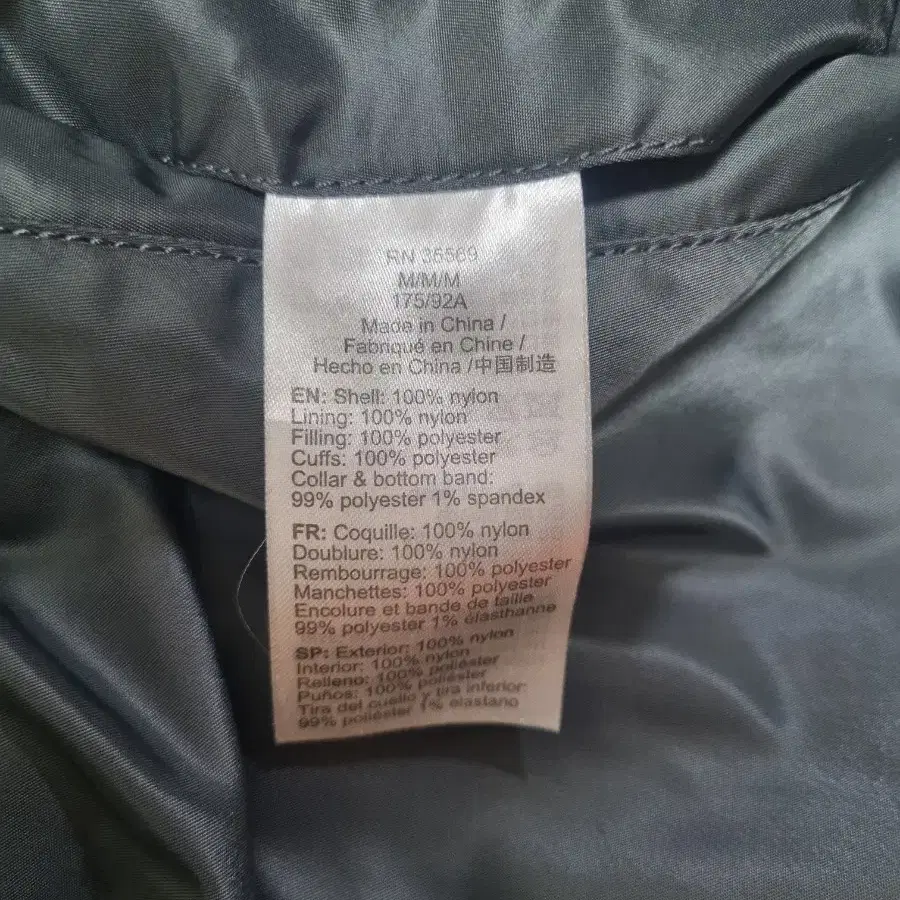 RN 36569
M/M/M
175/92A
Made in China /
Fabriqué en Chine /
Hecho en China /中国制造
EN: Shell: 100% nylon
Lining: 100% nylon
Filling: 100% polyester
Cuffs: 100% polyester
Collar & bottom band:
99% polyester 1% spandex
FR: Coquille: 100% nylon
Doublure: 100% nylon
Rembourrage: 100% polyester
Manchettes: 100% polyester
Encolure et bande de taille
99% polyester 1% élasthanne
SP: Exterior: 100% nylon
Interior: 100% nylon
Relleno: 100% poliéster
Puños: 100% poliéster
Tira del cuello y tira inferior:
99% poliéster 1% elastano